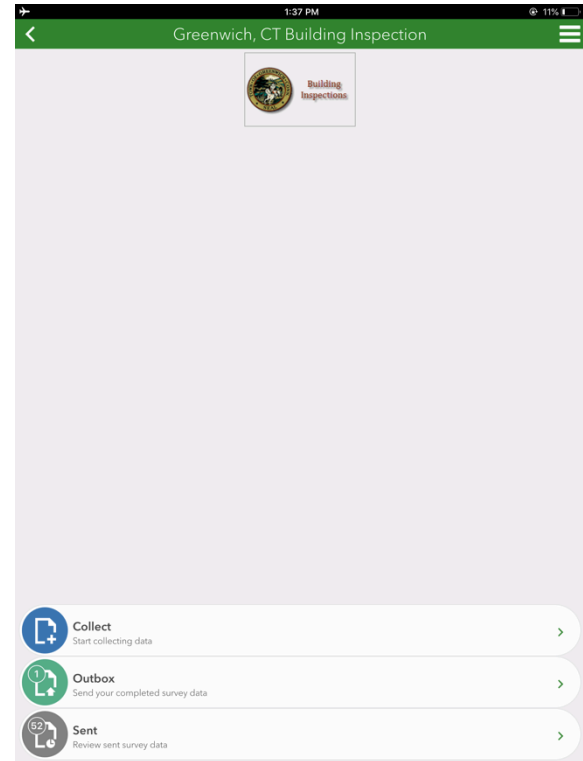 1:37 PM
11%
Greenwich, CT Building Inspection
Building
Inspections
Collect
Start collecting data
1
Outbox
Send your completed survey data
52
Sent
Review sent survey data